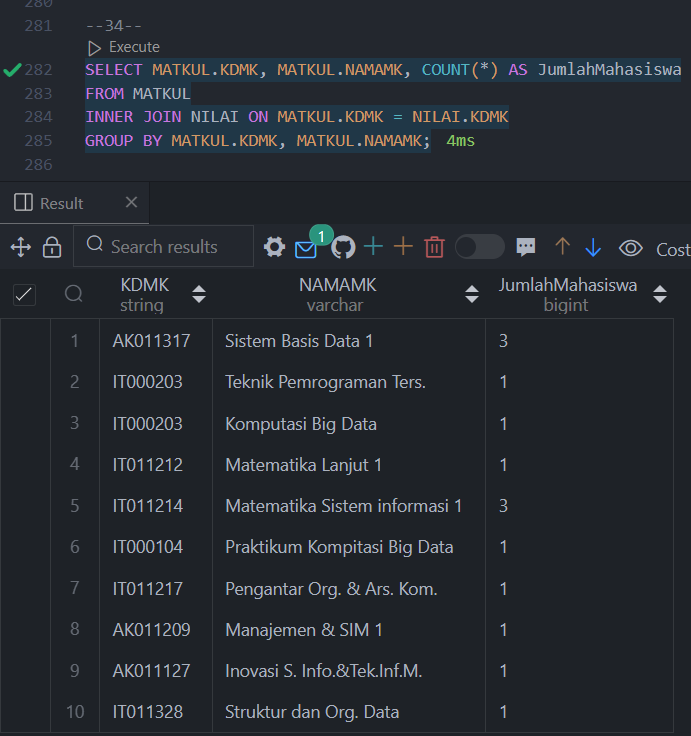 280
281 --34--
Execute
282 SELECT MATKUL.KDMK, MATKUL.NAMAMK, COUNT(*) AS JumlahMahasiswa
283 FROM MATKUL
284 INNER JOIN NILAI ON MATKUL.KDMK = NILAI.KDMK
285 GROUP BY MATKUL.KDMK, MATKUL.NAMAMK; 4ms
286
Result
Search results 1 Cost
KDMK NAMAMK JumlahMahasiswa
string varchar bigint
1 AK011317 Sistem Basis Data 1 3
2 IT000203 Teknik Pemrograman Ters. 1
3 IT000203 Komputasi Big Data 1
4 IT011212 Matematika Lanjut 1 1
5 IT011214 Matematika Sistem informasi 1 3
6 IT000104 Praktikum Kompitasi Big Data 1
7 IT011217 Pengantar Org. & Ars. Kom. 1
8 AK011209 Manajemen & SIM 1 1
9 AK011127 Inovasi S. Info.&Tek.Inf.M. 1
10 IT011328 Struktur dan Org. Data 1